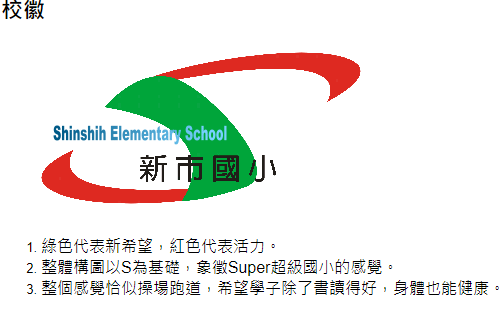 校徽
Shinshih Elementary School
新市國小
1. 綠色代表新希望，紅色代表活力。
2. 整體構圖以S為基礎，象徵Super超級國小的感覺。
3. 整個感覺恰似操場跑道，希望學子除了書讀得好，身體也能健康。